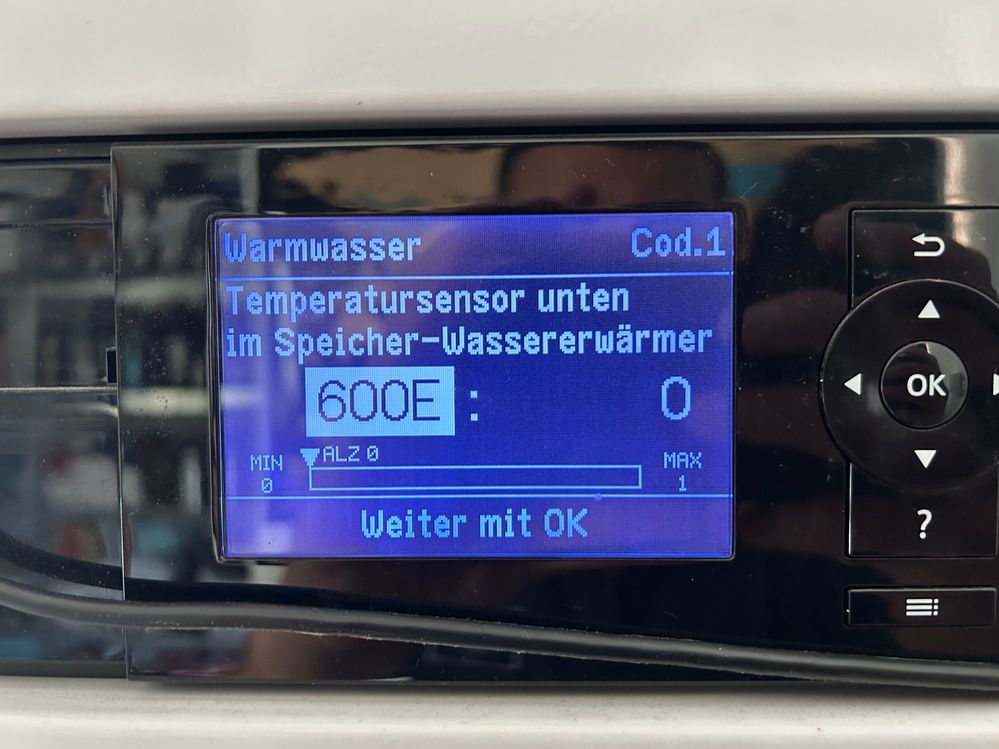 Warmwasser Cod.1
Temperatursensor unten
im Speicher-Wassererwärmer
600E : 0
ALZ 0
MIN MAX
0 1
Weiter mit OK
OK
?